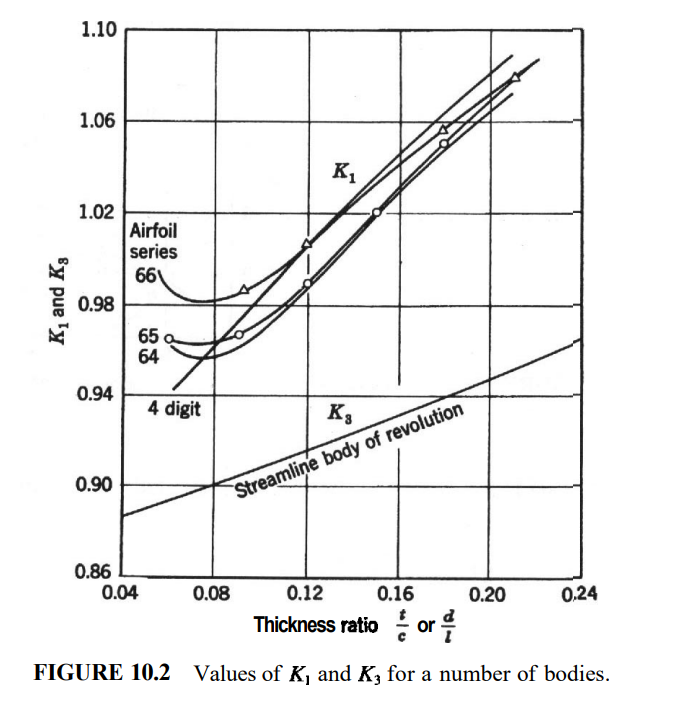 1.10
1.06
1.02
0.98
0.94
0.90
0.86
K₁ and K₃
K₁
Airfoil
series
66
65
64
4 digit
K₃
Streamline body of revolution
0.04 0.08 0.12 0.16 0.20 0.24
Thickness ratio t/c or d/l
FIGURE 10.2 Values of K₁ and K₃ for a number of bodies.